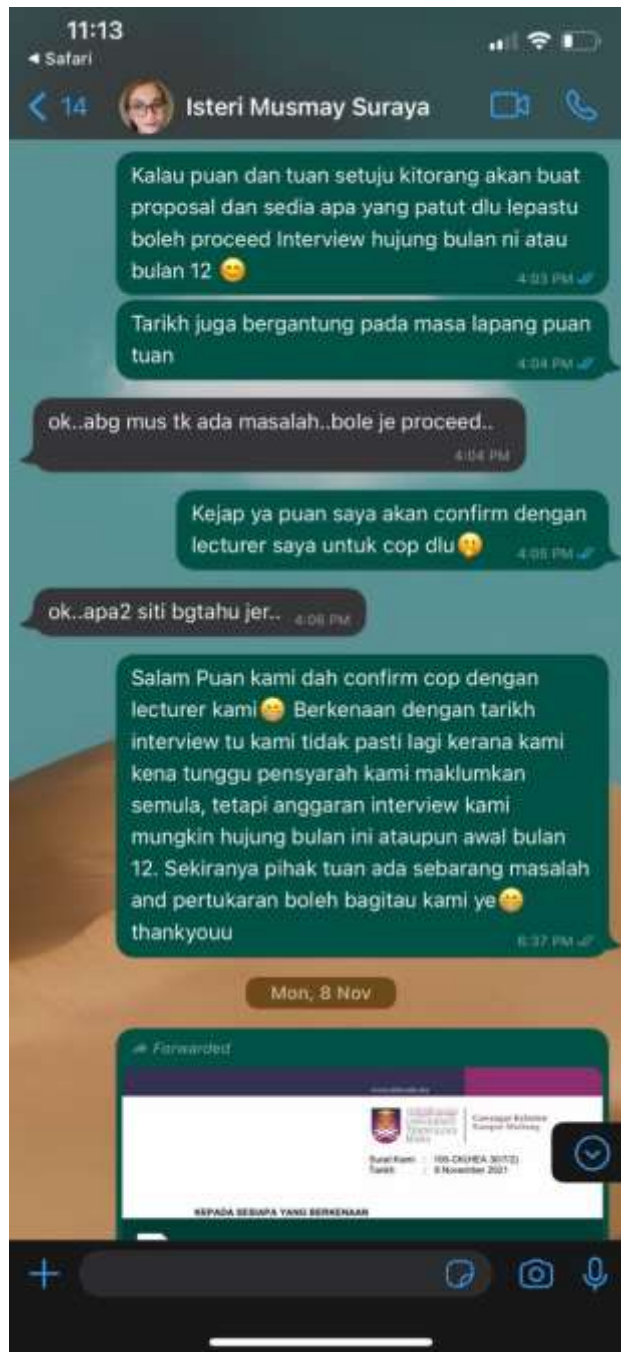 11:13
◄ Safari
14 Isteri Musmay Suraya
Kalau puan dan tuan setuju kitorang akan buat
proposal dan sedia apa yang patut dlu lepastu
boleh proceed Interview hujung bulan ni atau
bulan 12 😊
4:03 PM
Tarikh juga bergantung pada masa lapang puan
tuan
4:04 PM
ok..abg mus tk ada masalah..bole je proceed..
4:04 PM
Kejap ya puan saya akan confirm dengan
lecturer saya untuk cop dlu
4:05 PM
ok..apa2 siti bgtahu jer.. 4:06 PM
Salam Puan kami dah confirm cop dengan
lecturer kami😁 Berkenaan dengan tarikh
interview tu kami tidak pasti lagi kerana kami
kena tunggu pensyarah kami maklumkan
semula, tetapi anggaran interview kami
mungkin hujung bulan ini ataupun awal bulan
12. Sekiranya pihak tuan ada sebarang masalah
and pertukaran boleh bagitau kami ye😁
thankyouu
6:37 PM
Mon, 8 Nov
Forwarded
Surat Kami :
Tarikh : 8 November 2021
KEPADA SESIAPA YANG BERKENAAN